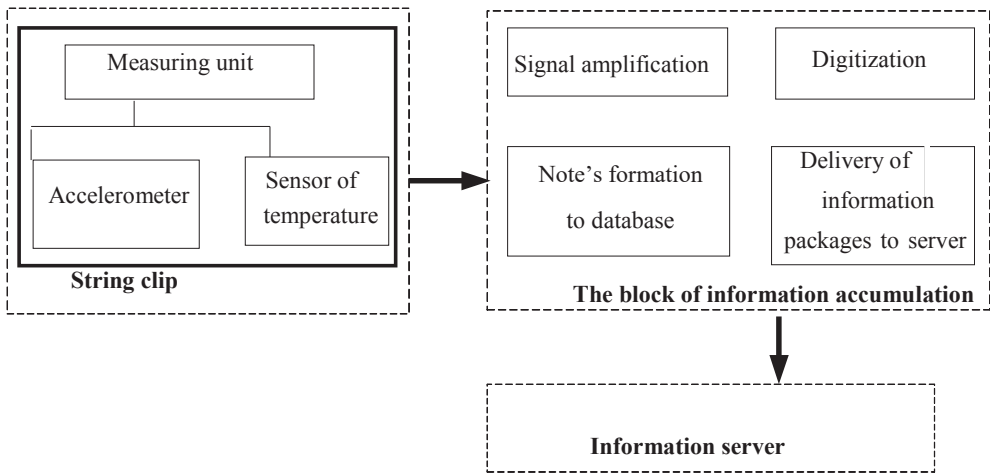 Measuring unit
Accelerometer
Sensor of
temperature
String clip
Signal amplification
Digitization
Note's formation
to database
Delivery of
information
packages to server
The block of information accumulation
Information server